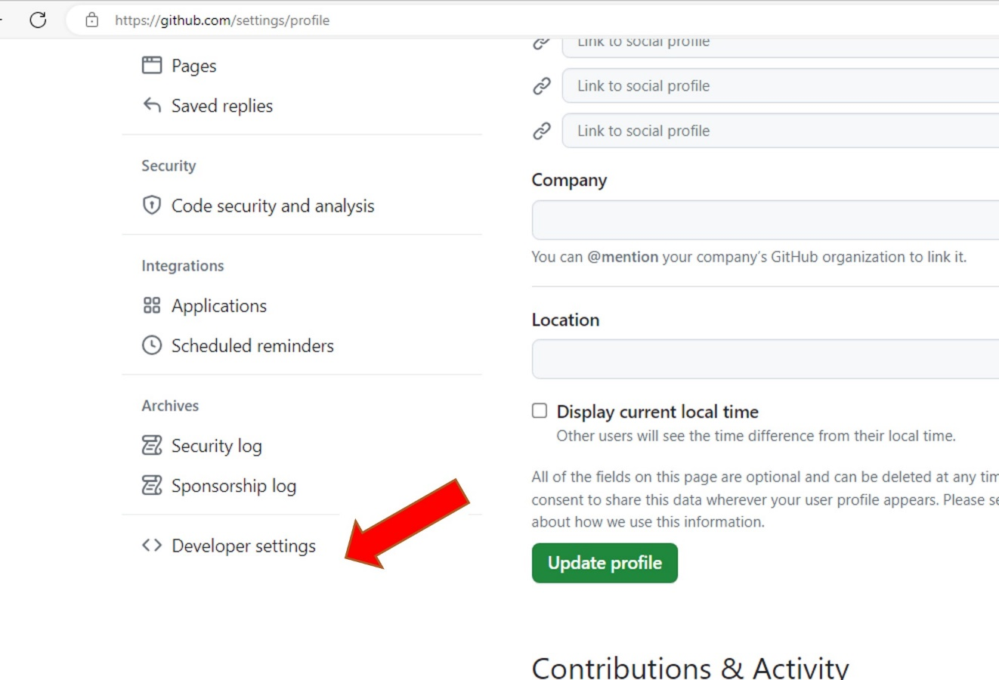 https://github.com/settings/profile
Pages
Saved replies
Security
Code security and analysis
Integrations
Applications
Scheduled reminders
Archives
Security log
Sponsorship log
Developer settings
Link to social profile
Link to social profile
Link to social profile
Company
You can @mention your company's GitHub organization to link it.
Location
Display current local time
Other users will see the time difference from their local time.
All of the fields on this page are optional and can be deleted at any
consent to share this data wherever your user profile appears. Please
about how we use this information.
Update profile
Contributions & Activity